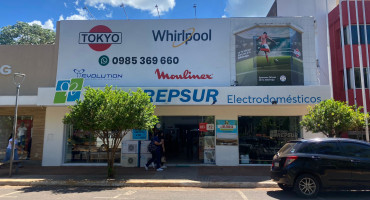 TOKYO
Whirlpool
0985 369 660
EVOLUTION
Moulinex
REPSUR Electrodomésticos